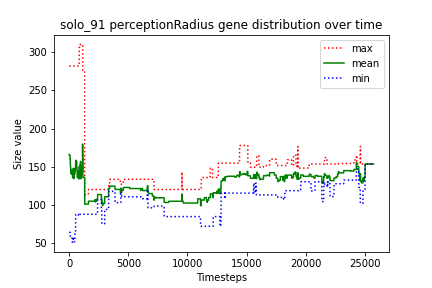 solo_91 perceptionRadius gene distribution over time
max
mean
min
Size value
300
250
200
150
100
50
0
5000
10000
15000
20000
25000
Timesteps